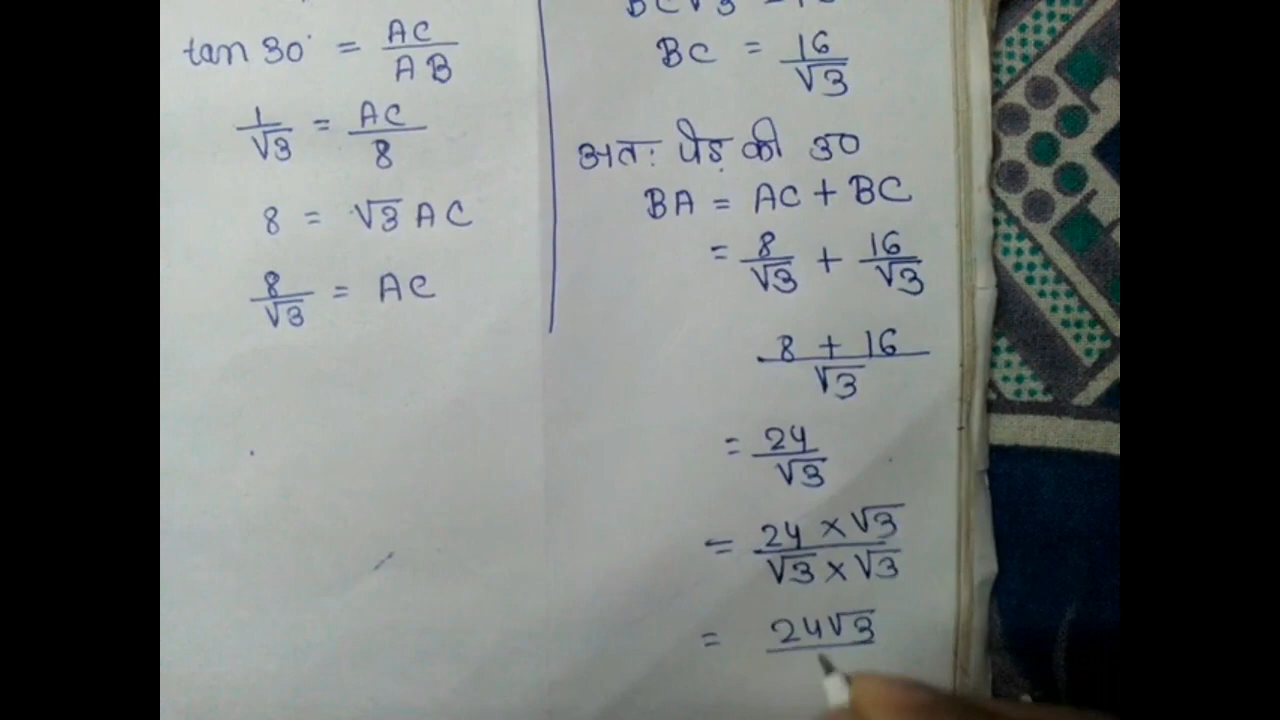 tan 30° = AC/AB
1/√3 = AC/8
8 = √3 AC
8/√3 = AC
BC = 16/√3
अतः पेड़ की ऊ0
BA = AC + BC
= 8/√3 + 16/√3
8 + 16/√3
= 24/√3
= 24 × √3/√3 × √3
= 24√3